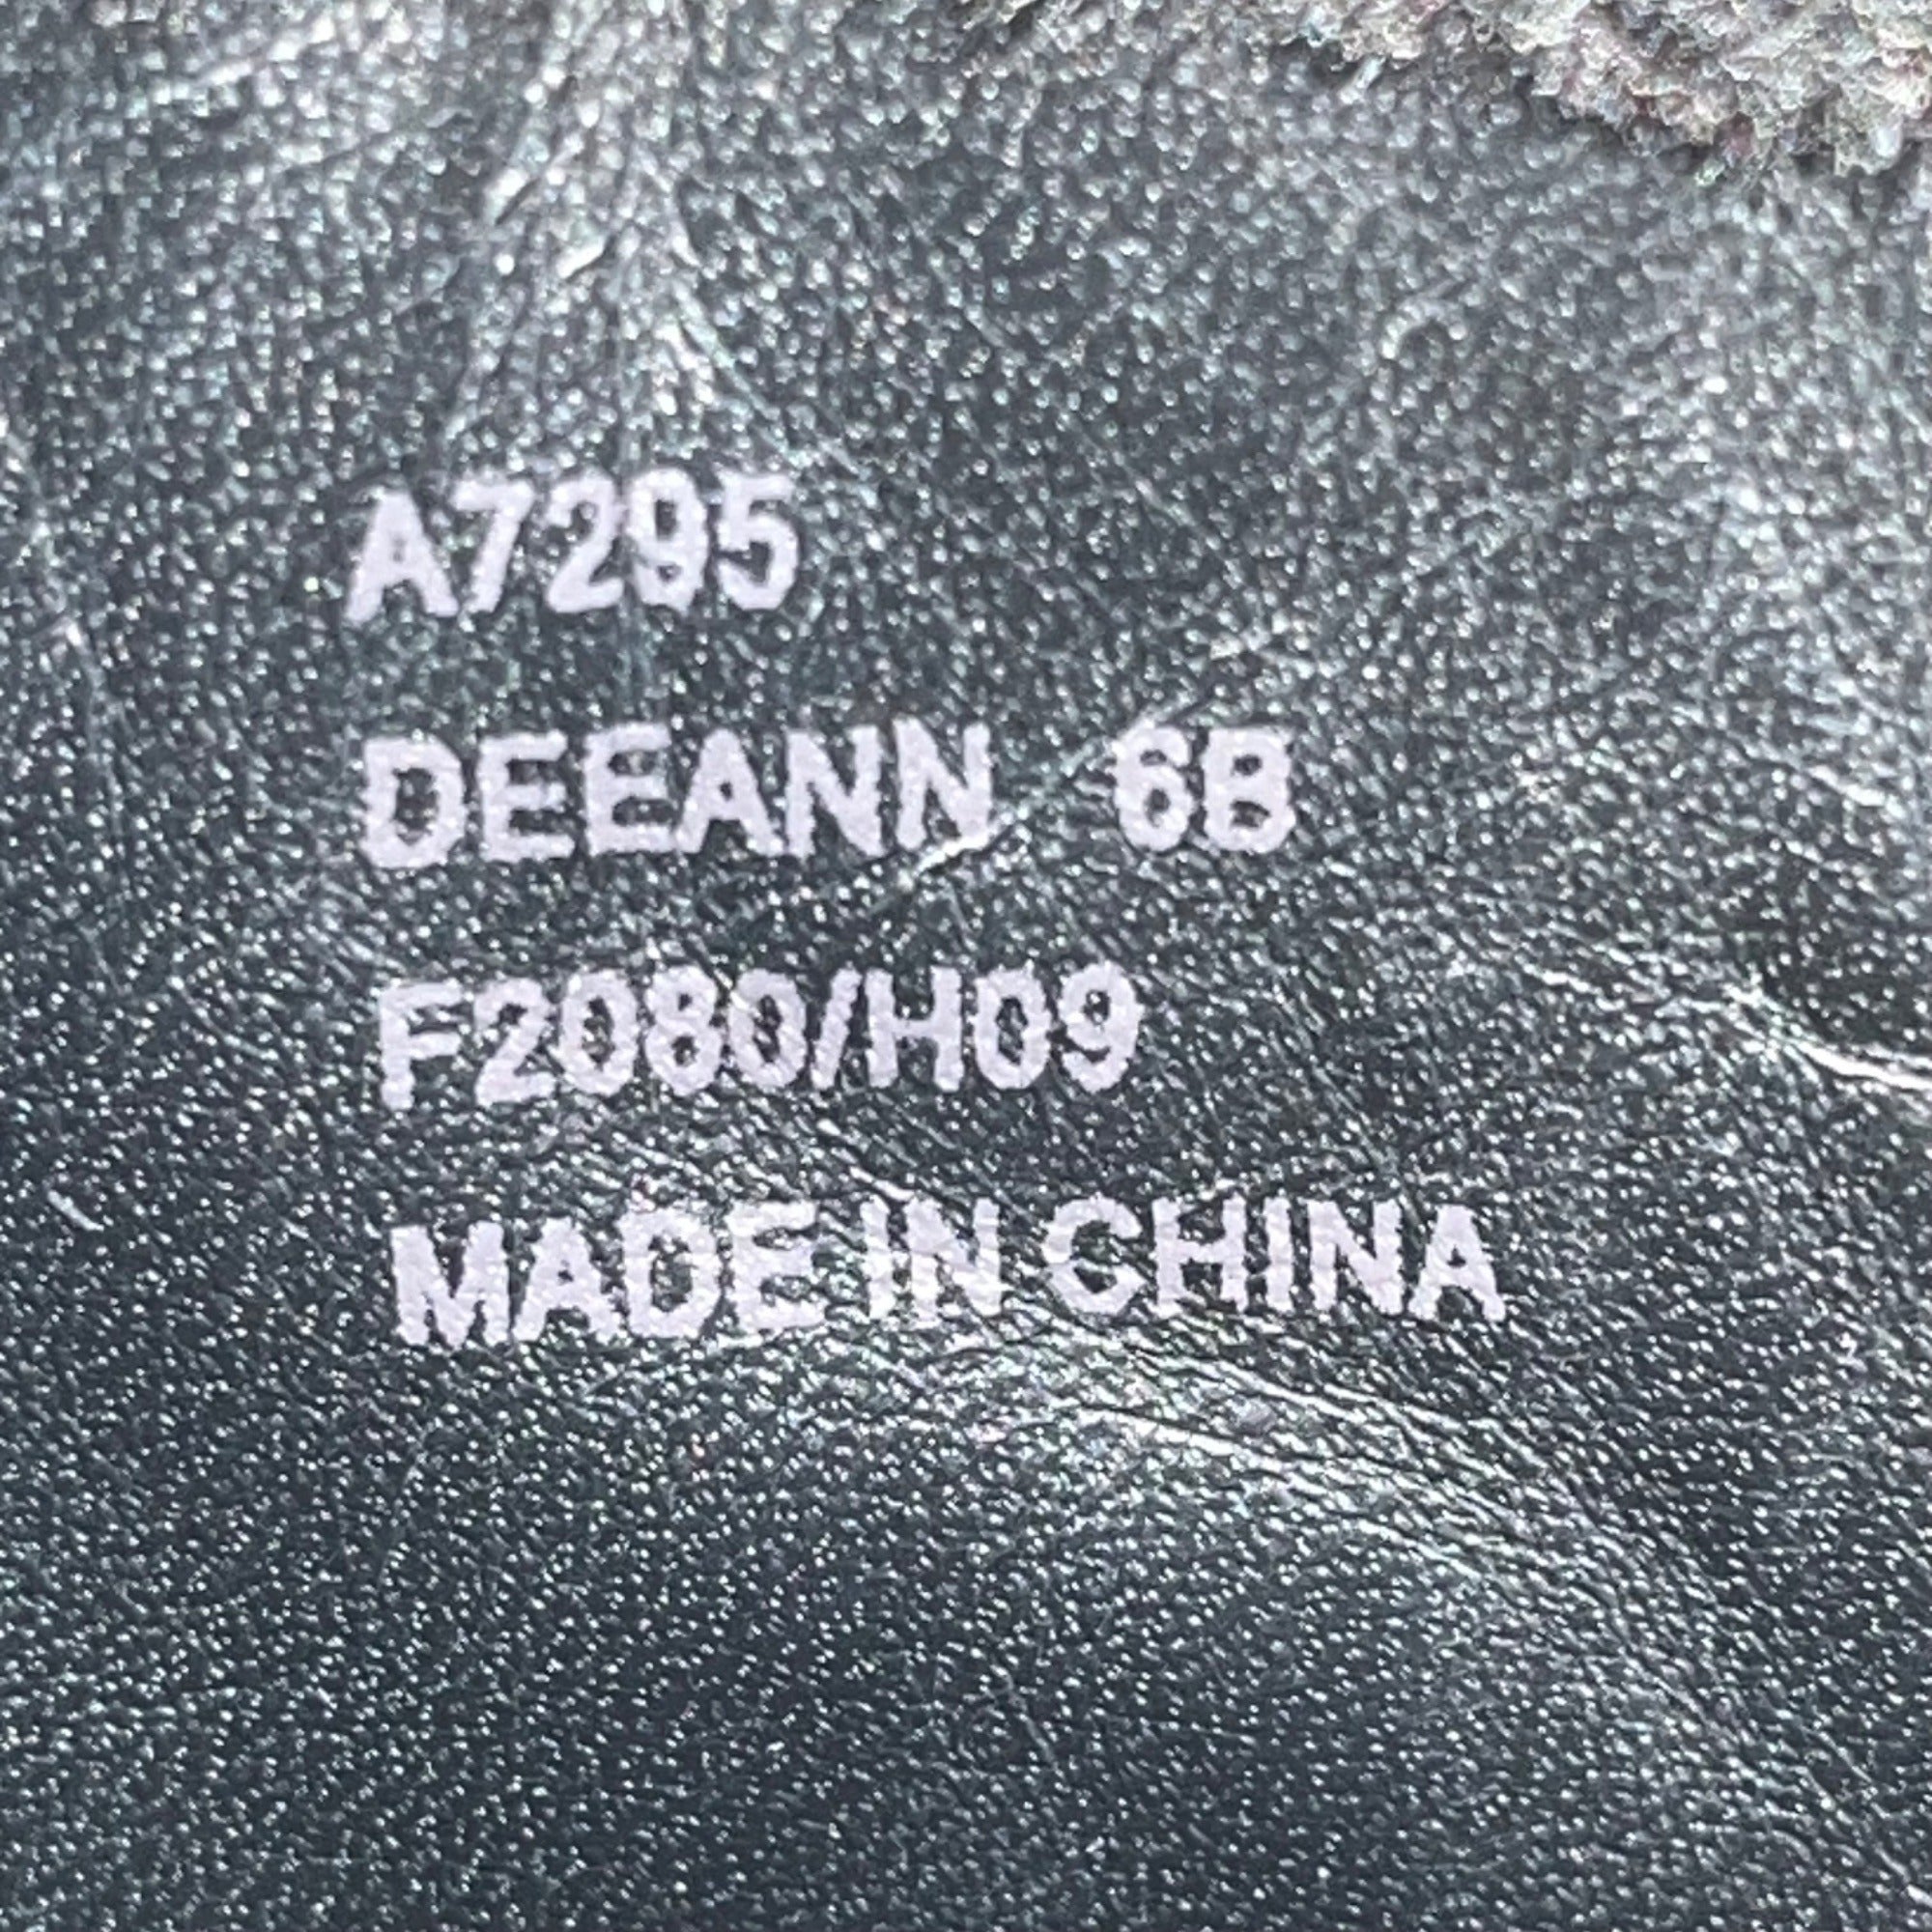 A7295
DEEANN 6B
F2080/H09
MADE IN CHINA